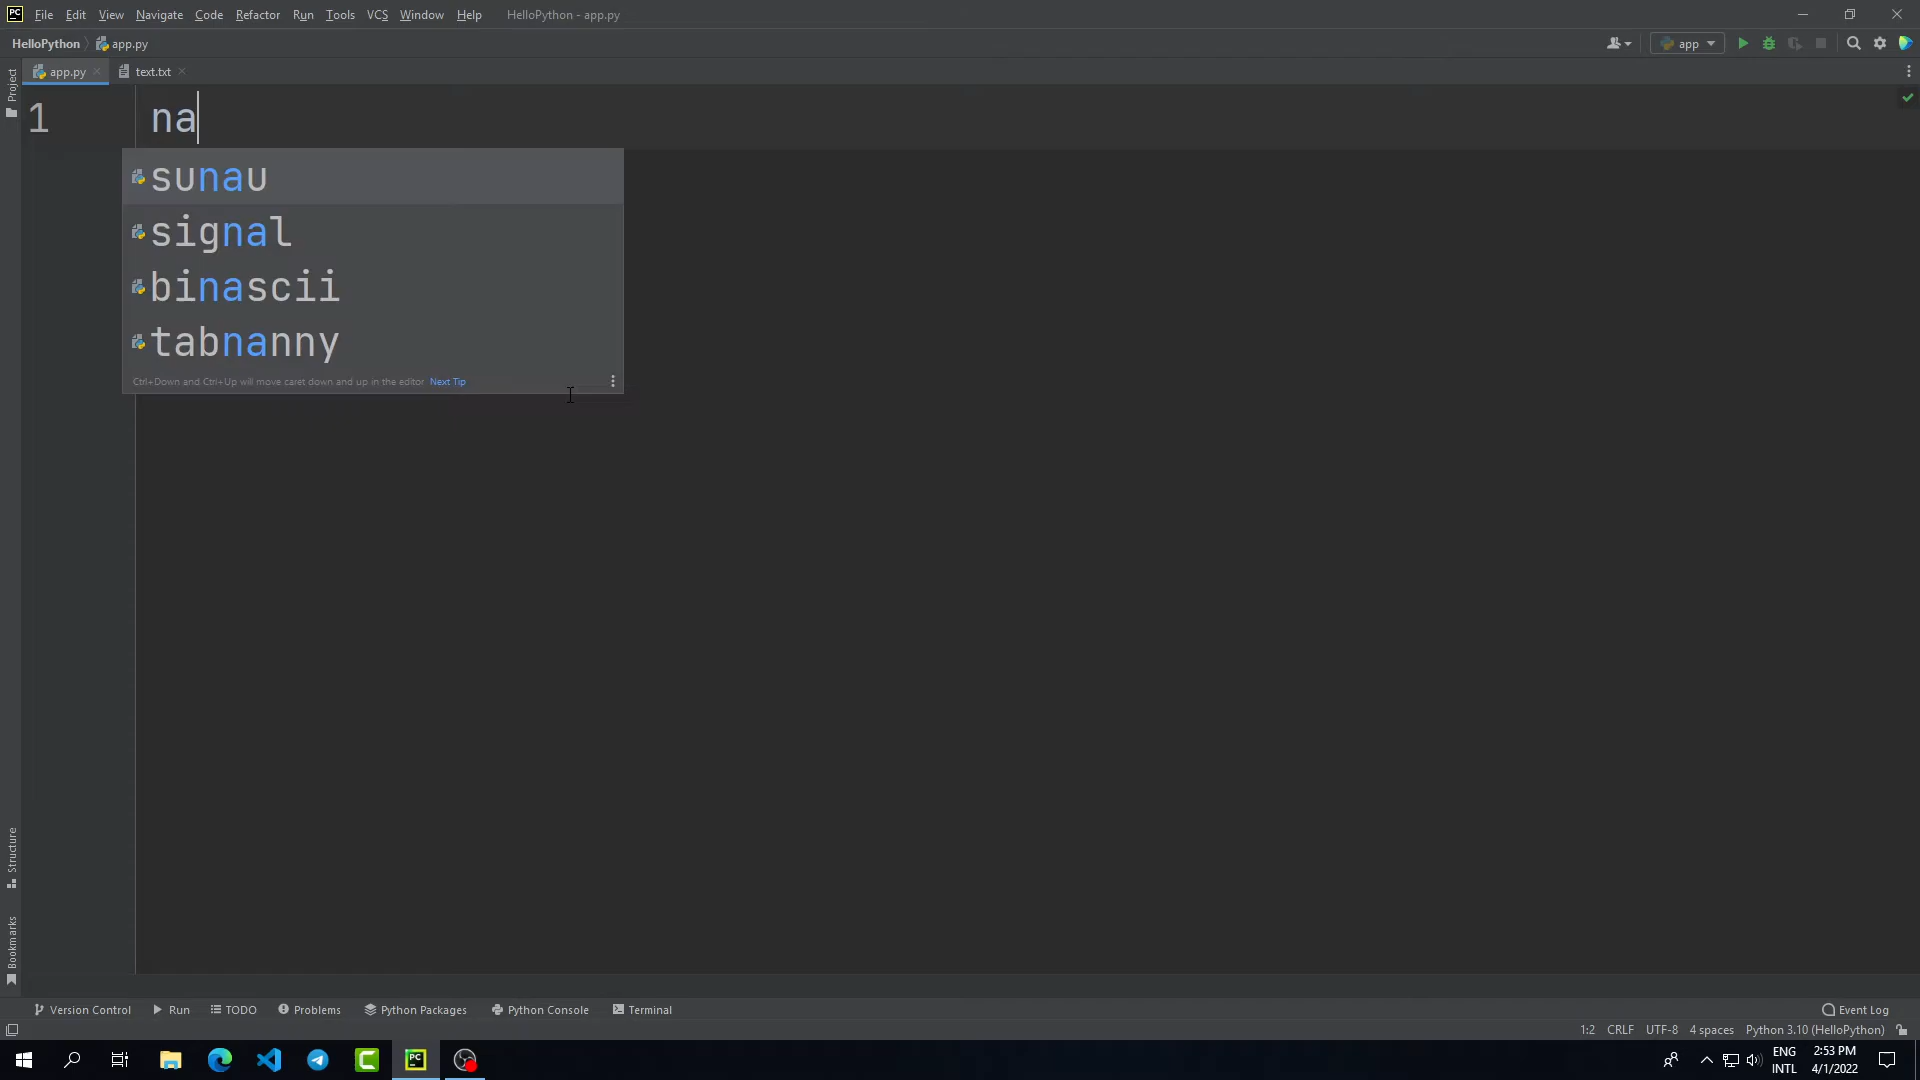 PC File Edit View Navigate Code Refactor Run Tools VCS Window Help HelloPython - app.py
HelloPython app.py app
app.py text.txt
Project
1 na
sunau
signal
binascii
tabnanny
Ctrl+Down and Ctrl+Up will move caret down and up in the editor Next Tip
Structure
Bookmarks
Version Control Run TODO Problems Python Packages Python Console Terminal Event Log
1:2 CRLF UTF-8 4 spaces Python 3.10 (HelloPython)
PC ENG 2:53 PM
INTL 4/1/2022